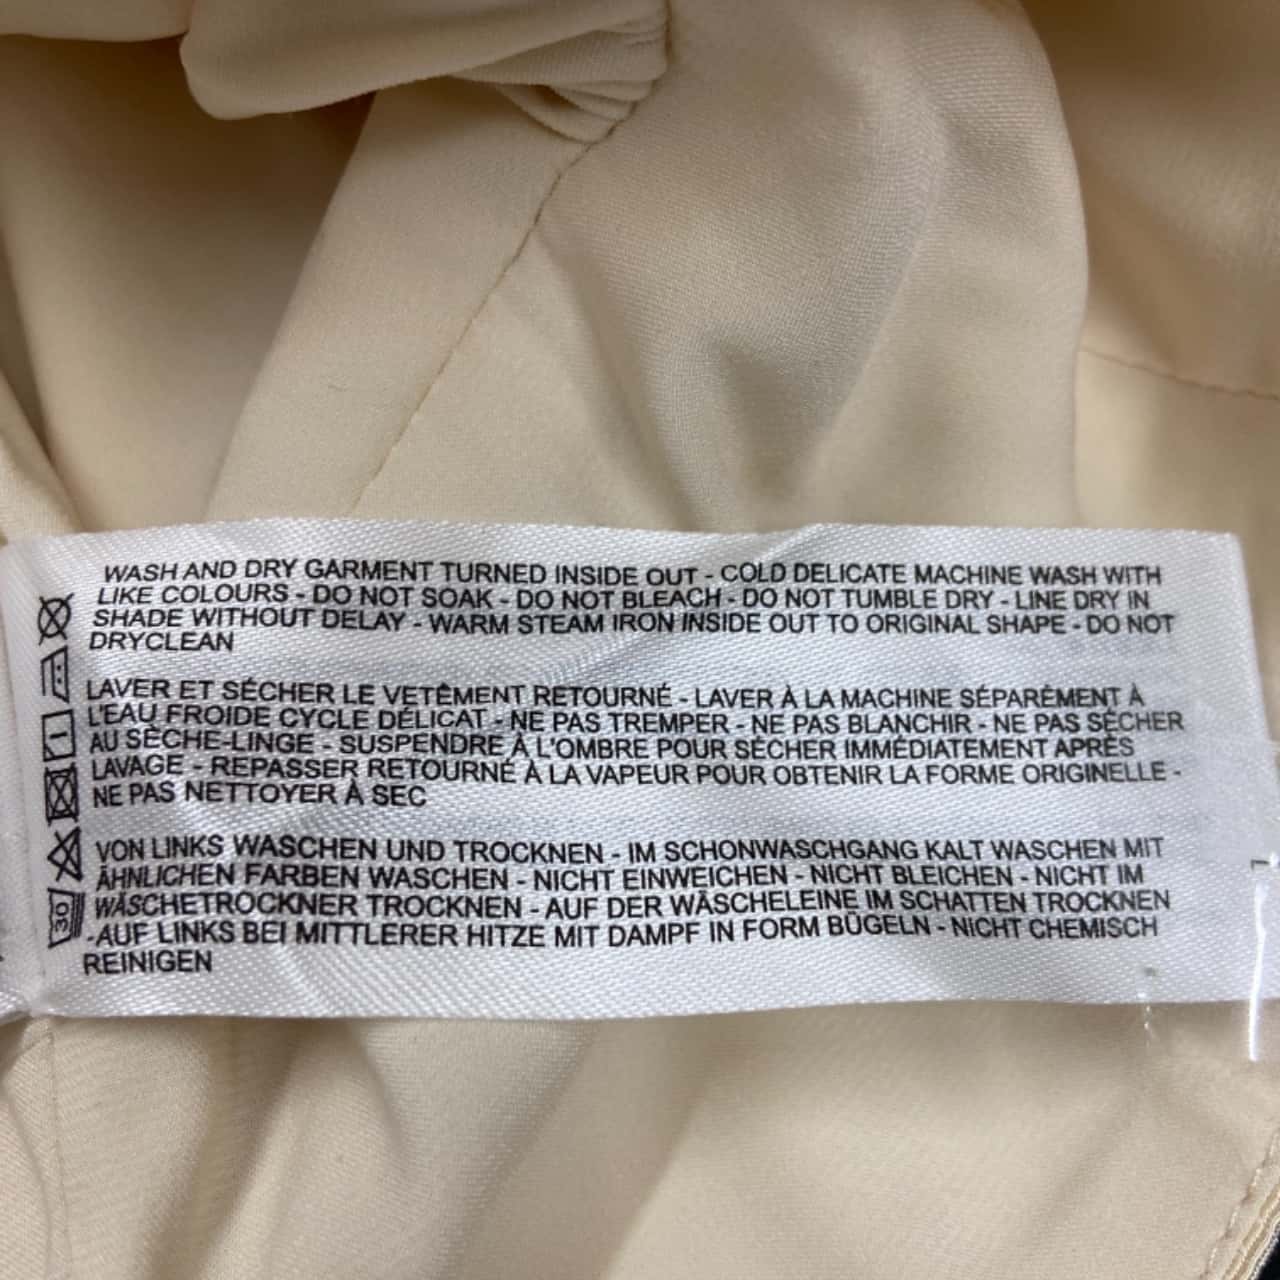 WASH AND DRY GARMENT TURNED INSIDE OUT - COLD DELICATE MACHINE WASH WITH
LIKE COLOURS - DO NOT SOAK - DO NOT BLEACH - DO NOT TUMBLE DRY - LINE DRY IN
SHADE WITHOUT DELAY - WARM STEAM IRON INSIDE OUT TO ORIGINAL SHAPE - DO NOT
DRYCLEAN
LAVER ET SÉCHER LE VETÊMENT RETOURNÉ - LAVER À LA MACHINE SÉPARÉMENT À
L'EAU FROIDE CYCLE DÉLICAT - NE PAS TREMPER - NE PAS BLANCHIR - NE PAS SÉCHER
AU SÈCHE-LINGE - SUSPENDRE À L'OMBRE POUR SÉCHER IMMÉDIATEMENT APRÈS
LAVAGE - REPASSER RETOURNÉ À LA VAPEUR POUR OBTENIR LA FORME ORIGINELLE -
NE PAS NETTOYER À SEC
VON LINKS WASCHEN UND TROCKNEN - IM SCHONWASCHGANG KALT WASCHEN MIT
ÄHNLICHEN FARBEN WASCHEN - NICHT EINWEICHEN - NICHT BLEICHEN - NICHT IM
WÄSCHETROCKNER TROCKNEN - AUF DER WÄSCHELEINE IM SCHATTEN TROCKNEN
-AUF LINKS BEI MITTLERER HITZE MIT DAMPF IN FORM BÜGELN - NICHT CHEMISCH
REINIGEN
30